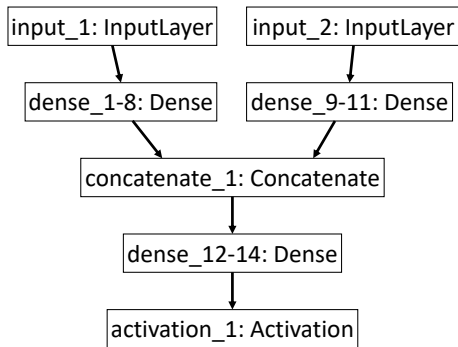 input_1: InputLayer
input_2: InputLayer
dense_1-8: Dense
dense_9-11: Dense
concatenate_1: Concatenate
dense_12-14: Dense
activation_1: Activation